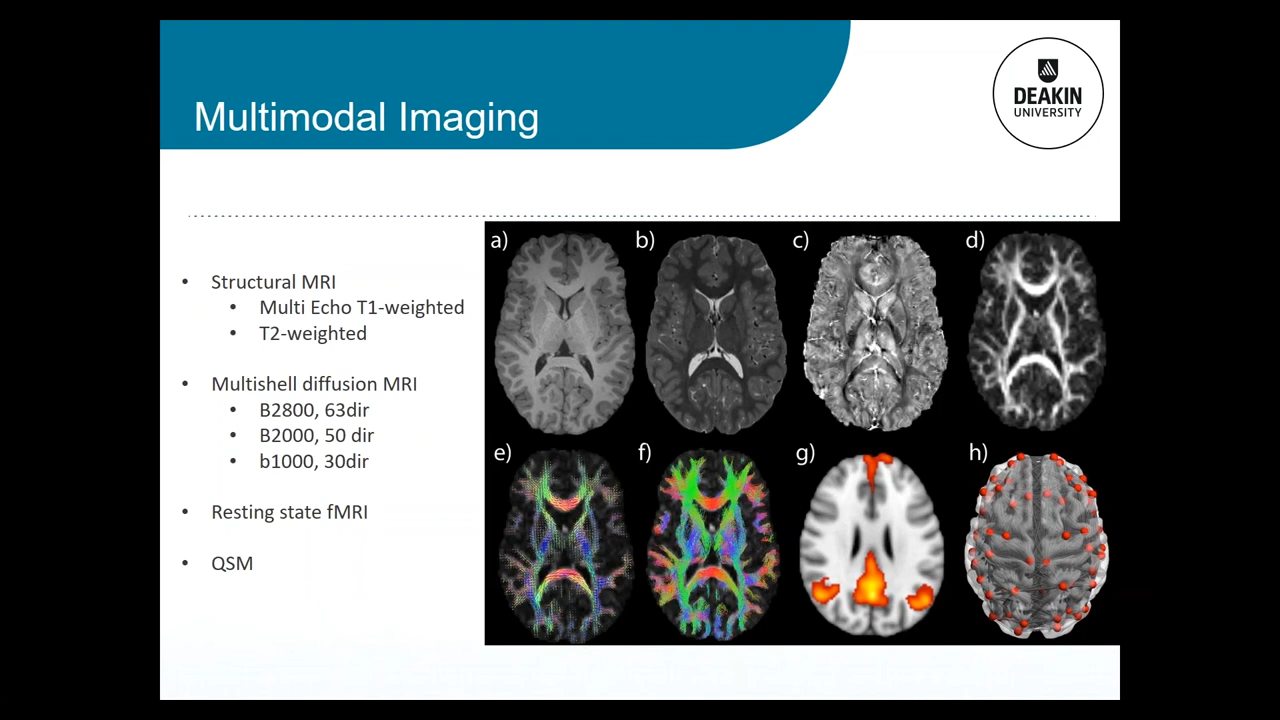 Multimodal Imaging
DEAKIN
UNIVERSITY
• Structural MRI
• Multi Echo T1-weighted
• T2-weighted
• Multishell diffusion MRI
• B2800, 63dir
• B2000, 50 dir
• b1000, 30dir
• Resting state fMRI
• QSM
a) b) c) d)
e) f) g) h)